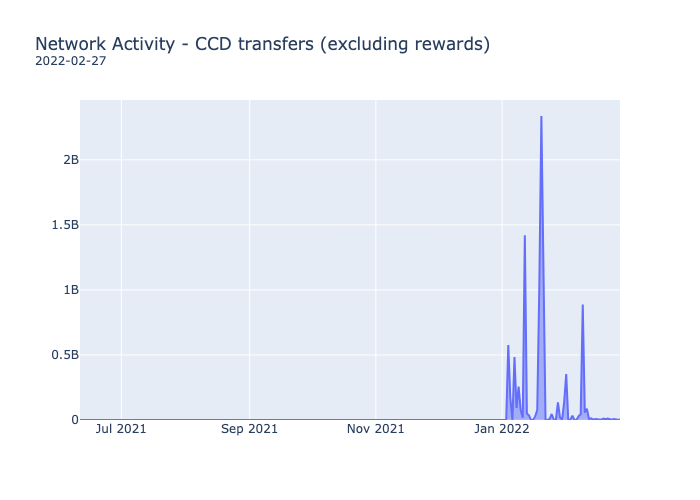 Network Activity - CCD transfers (excluding rewards)
2022-02-27
2B
1.5B
1B
0.5B
0
Jul 2021 Sep 2021 Nov 2021 Jan 2022